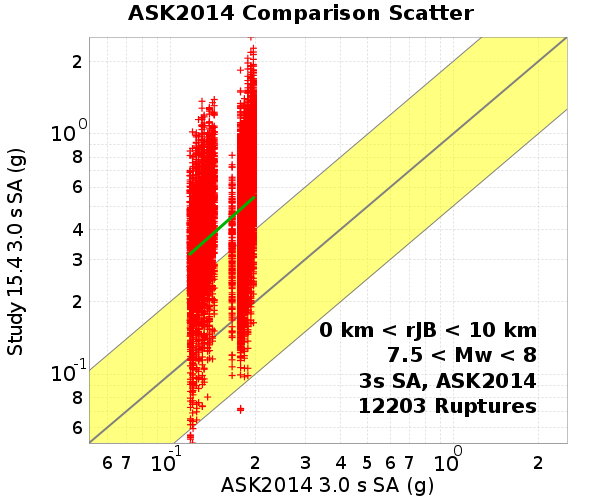 ASK2014 Comparison Scatter
Study 15.4 3.0 s SA (g)
2
10^0
8
6
4
3
2
10^-1
8
6
0 km < rJB < 10 km
7.5 < Mw < 8
3s SA, ASK2014
12203 Ruptures
6 7 10^-1 2 3 4 5 6 7 10^0 2
ASK2014 3.0 s SA (g)